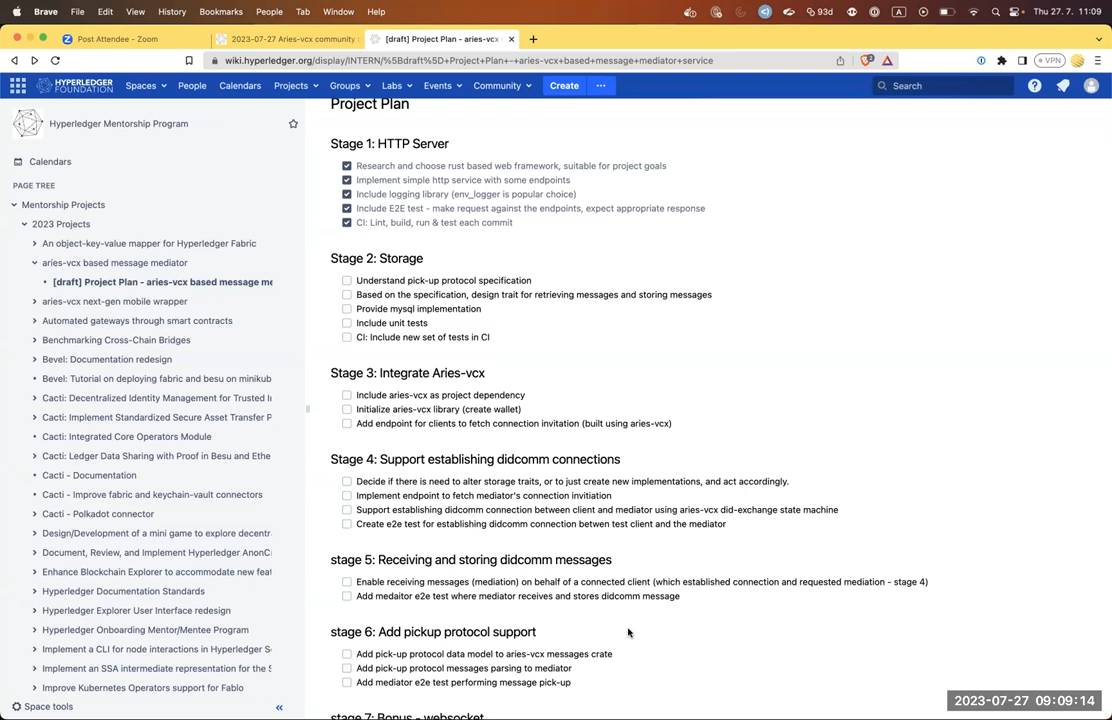 Brave File Edit View History Bookmarks People Tab Window Help 93d A VPN Thu 27. 7. 11:09
Post Attendee - Zoom
2023-07-27 Aries-vcx community
[draft] Project Plan - aries-vcx
wiki.hyperledger.org/display/INTERN/%5Bdraft%5D+Project+Plan+-+aries-vcx+based+message+mediator+service
HYPERLEDGER FOUNDATION Spaces People Calendars Projects Groups Labs Events Community Create ••• Search
Hyperledger Mentorship Program
Calendars
PAGE TREE
Mentorship Projects
2023 Projects
An object-key-value mapper for Hyperledger Fabric
aries-vcx based message mediator
[draft] Project Plan - aries-vcx based message me
aries-vcx next-gen mobile wrapper
Automated gateways through smart contracts
Benchmarking Cross-Chain Bridges
Bevel: Documentation redesign
Bevel: Tutorial on deploying fabric and besu on minikub
Cacti: Decentralized Identity Management for Trusted I
Cacti: Implement Standardized Secure Asset Transfer P
Cacti: Integrated Core Operators Module
Cacti: Ledger Data Sharing with Proof in Besu and Ethe
Cacti - Documentation
Cacti - Improve fabric and keychain-vault connectors
Cacti - Polkadot connector
Design/Development of a mini game to explore decentr
Document, Review, and Implement Hyperledger AnonC
Enhance Blockchain Explorer to accommodate new feat
Hyperledger Documentation Standards
Hyperledger Explorer User Interface redesign
Hyperledger Onboarding Mentor/Mentee Program
Implement a CLI for node interactions in Hyperledger S
Implement an SSA intermediate representation for the S
Improve Kubernetes Operators support for Fablo
Space tools
Project Plan
Stage 1: HTTP Server
Research and choose rust based web framework, suitable for project goals
Implement simple http service with some endpoints
Include logging library (env_logger is popular choice)
Include E2E test - make request against the endpoints, expect appropriate response
CI: Lint, build, run & test each commit
Stage 2: Storage
Understand pick-up protocol specification
Based on the specification, design trait for retrieving messages and storing messages
Provide mysql implementation
Include unit tests
CI: Include new set of tests in CI
Stage 3: Integrate Aries-vcx
Include aries-vcx as project dependency
Initialize aries-vcx library (create wallet)
Add endpoint for clients to fetch connection invitation (built using aries-vcx)
Stage 4: Support establishing didcomm connections
Decide if there is need to alter storage traits, or to just create new implementations, and act accordingly.
Implement endpoint to fetch mediator's connection invitiation
Support establishing didcomm connection between client and mediator using aries-vcx did-exchange state machine
Create e2e test for establishing didcomm connection betwen test client and the mediator
stage 5: Receiving and storing didcomm messages
Enable receiving messages (mediation) on behalf of a connected client (which established connection and requested mediation - stage 4)
Add medaitor e2e test where mediator receives and stores didcomm message
stage 6: Add pickup protocol support
Add pick-up protocol data model to aries-vcx messages crate
Add pick-up protocol messages parsing to mediator
Add mediator e2e test performing message pick-up
stage 7: Bonus - websocket
2023-07-27 09:09:14